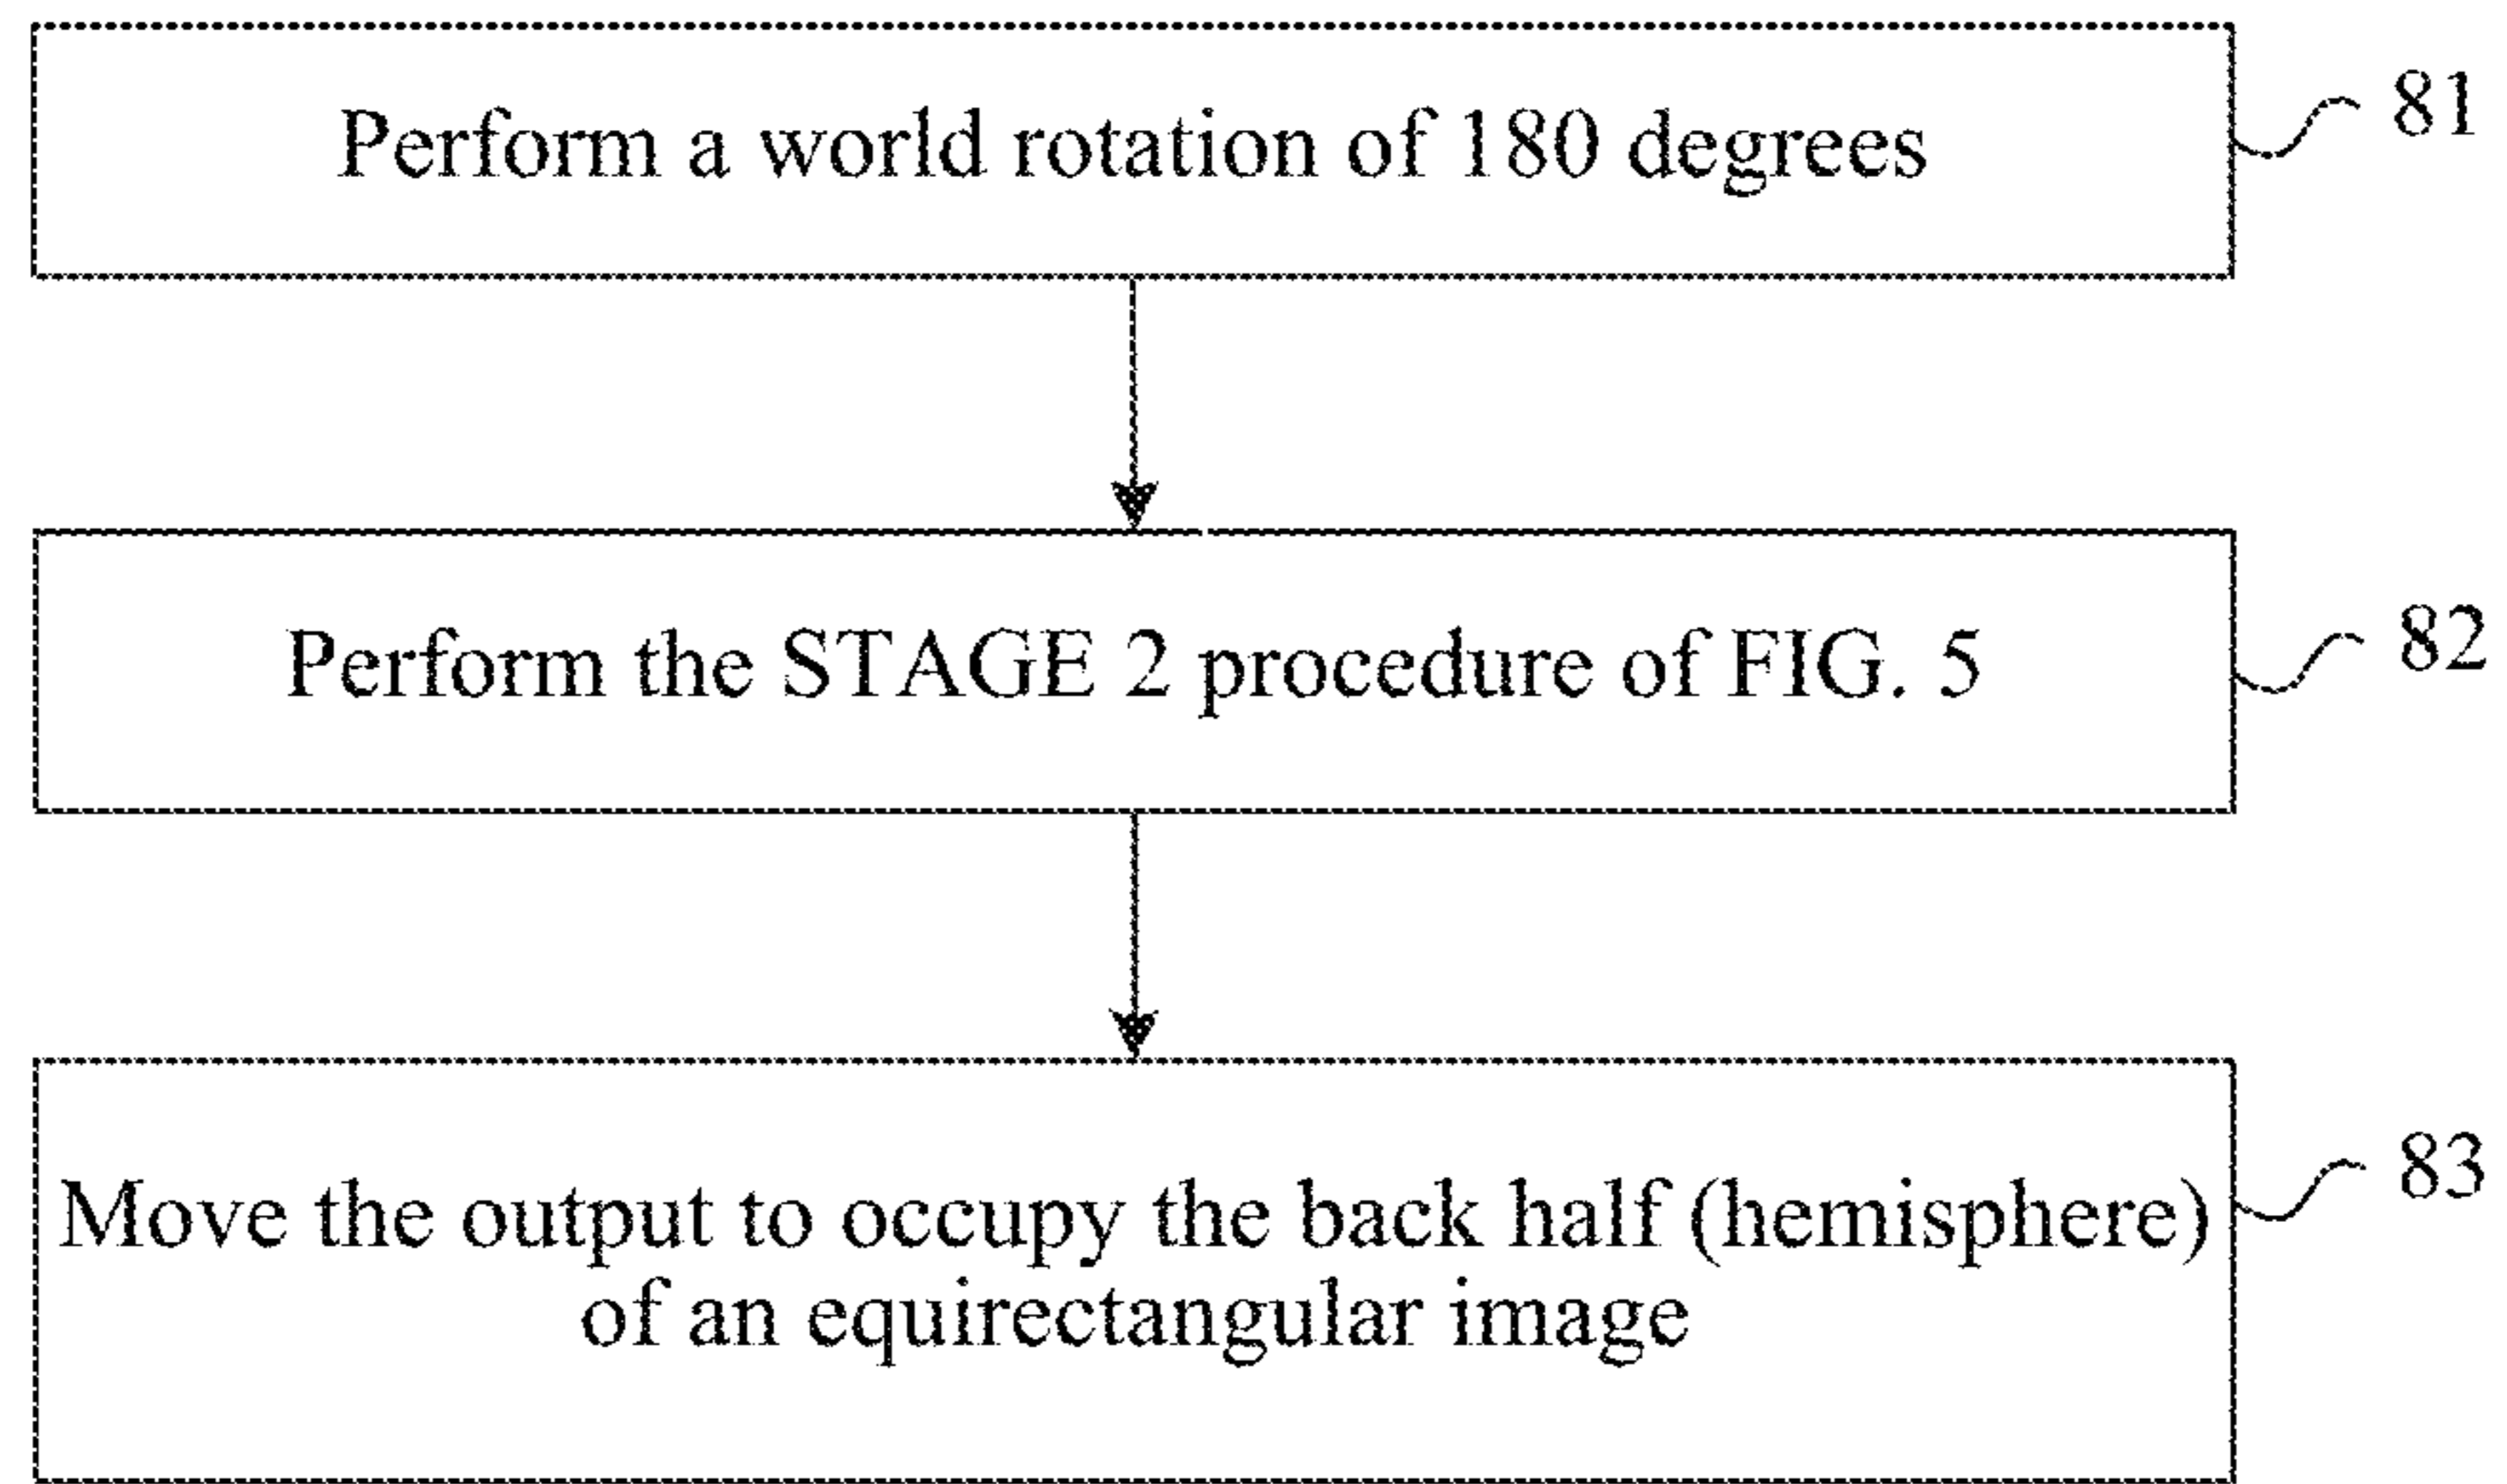 Perform a world rotation of 180 degrees
81
Perform the STAGE 2 procedure of FIG. 5
82
Move the output to occupy the back half (hemisphere)
of an equirectangular image
83